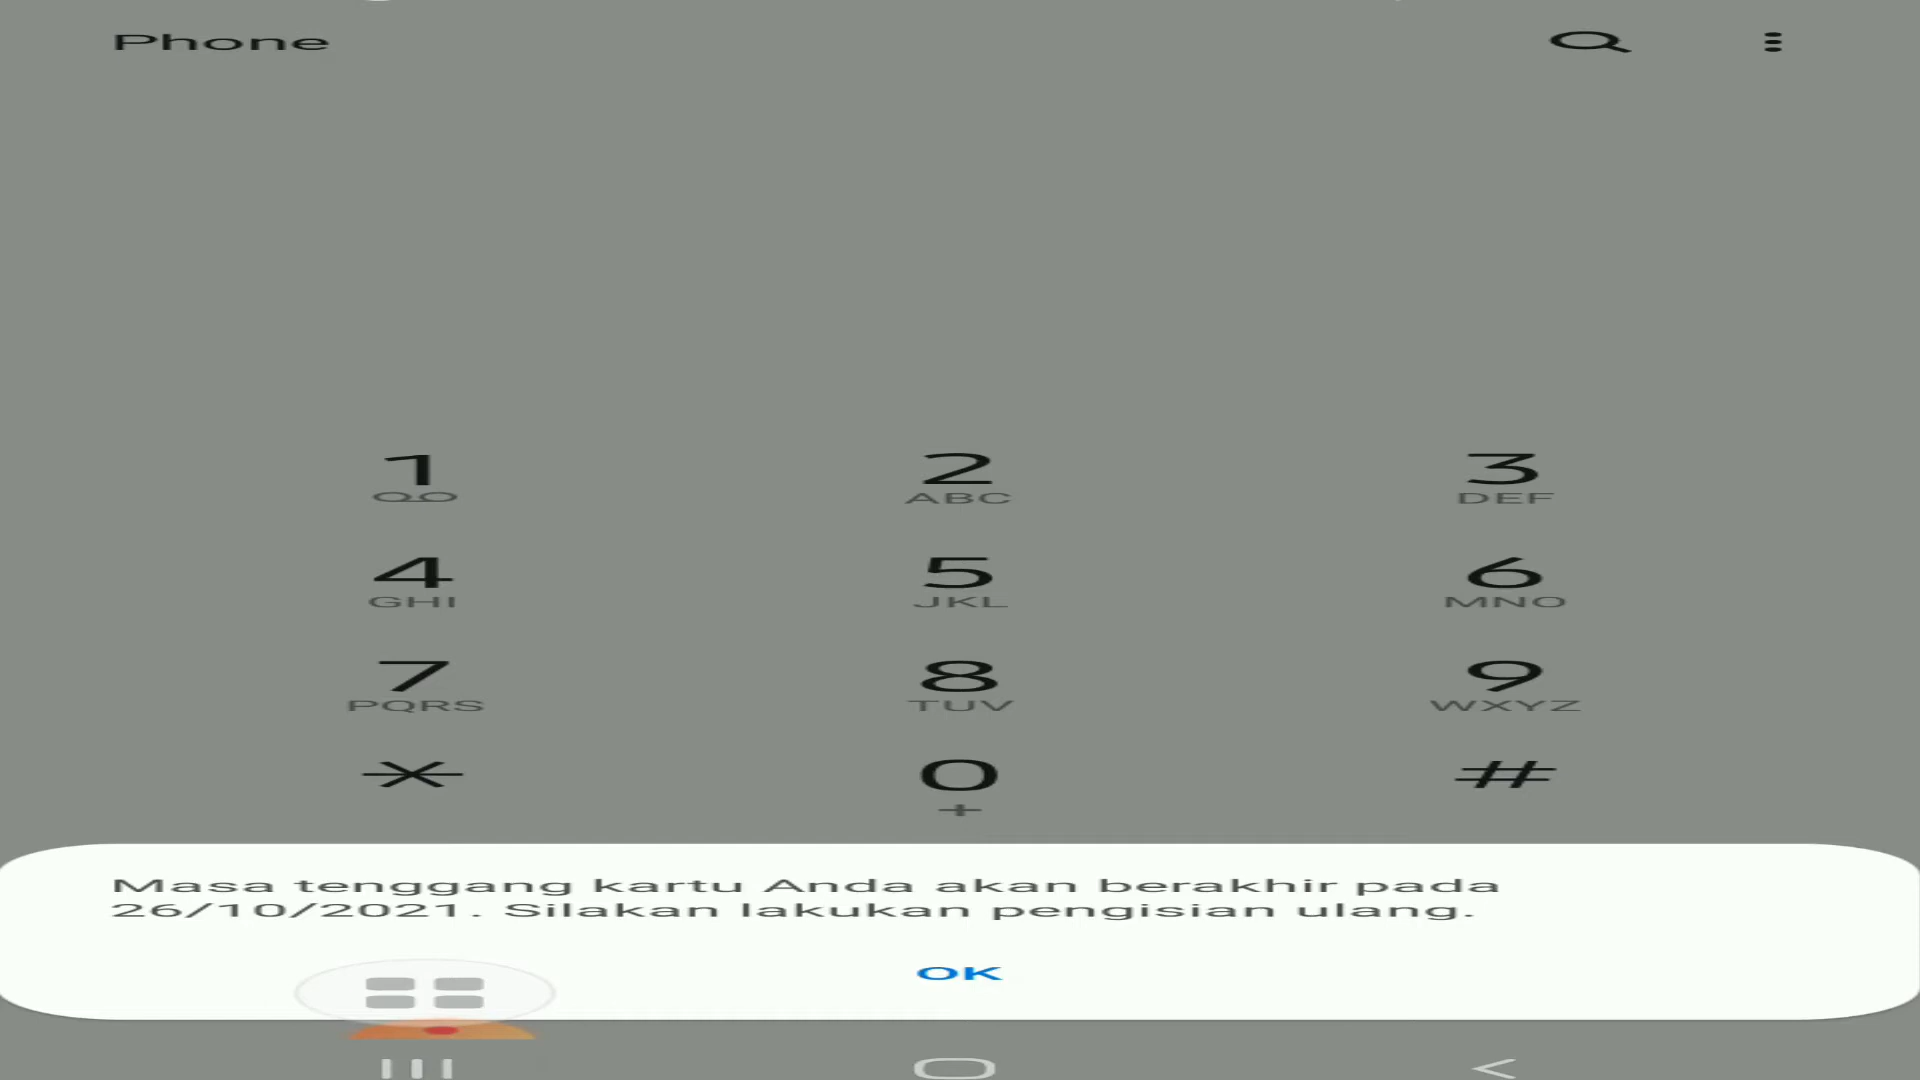 Phone
1 2 3
ABC DEF
4 5 6
GHI JKL MNO
7 8 9
PQRS TUV WXYZ
* 0 #
+
Masa tenggang kartu Anda akan berakhir pada
26/10/2021. Silakan lakukan pengisian ulang.
OK